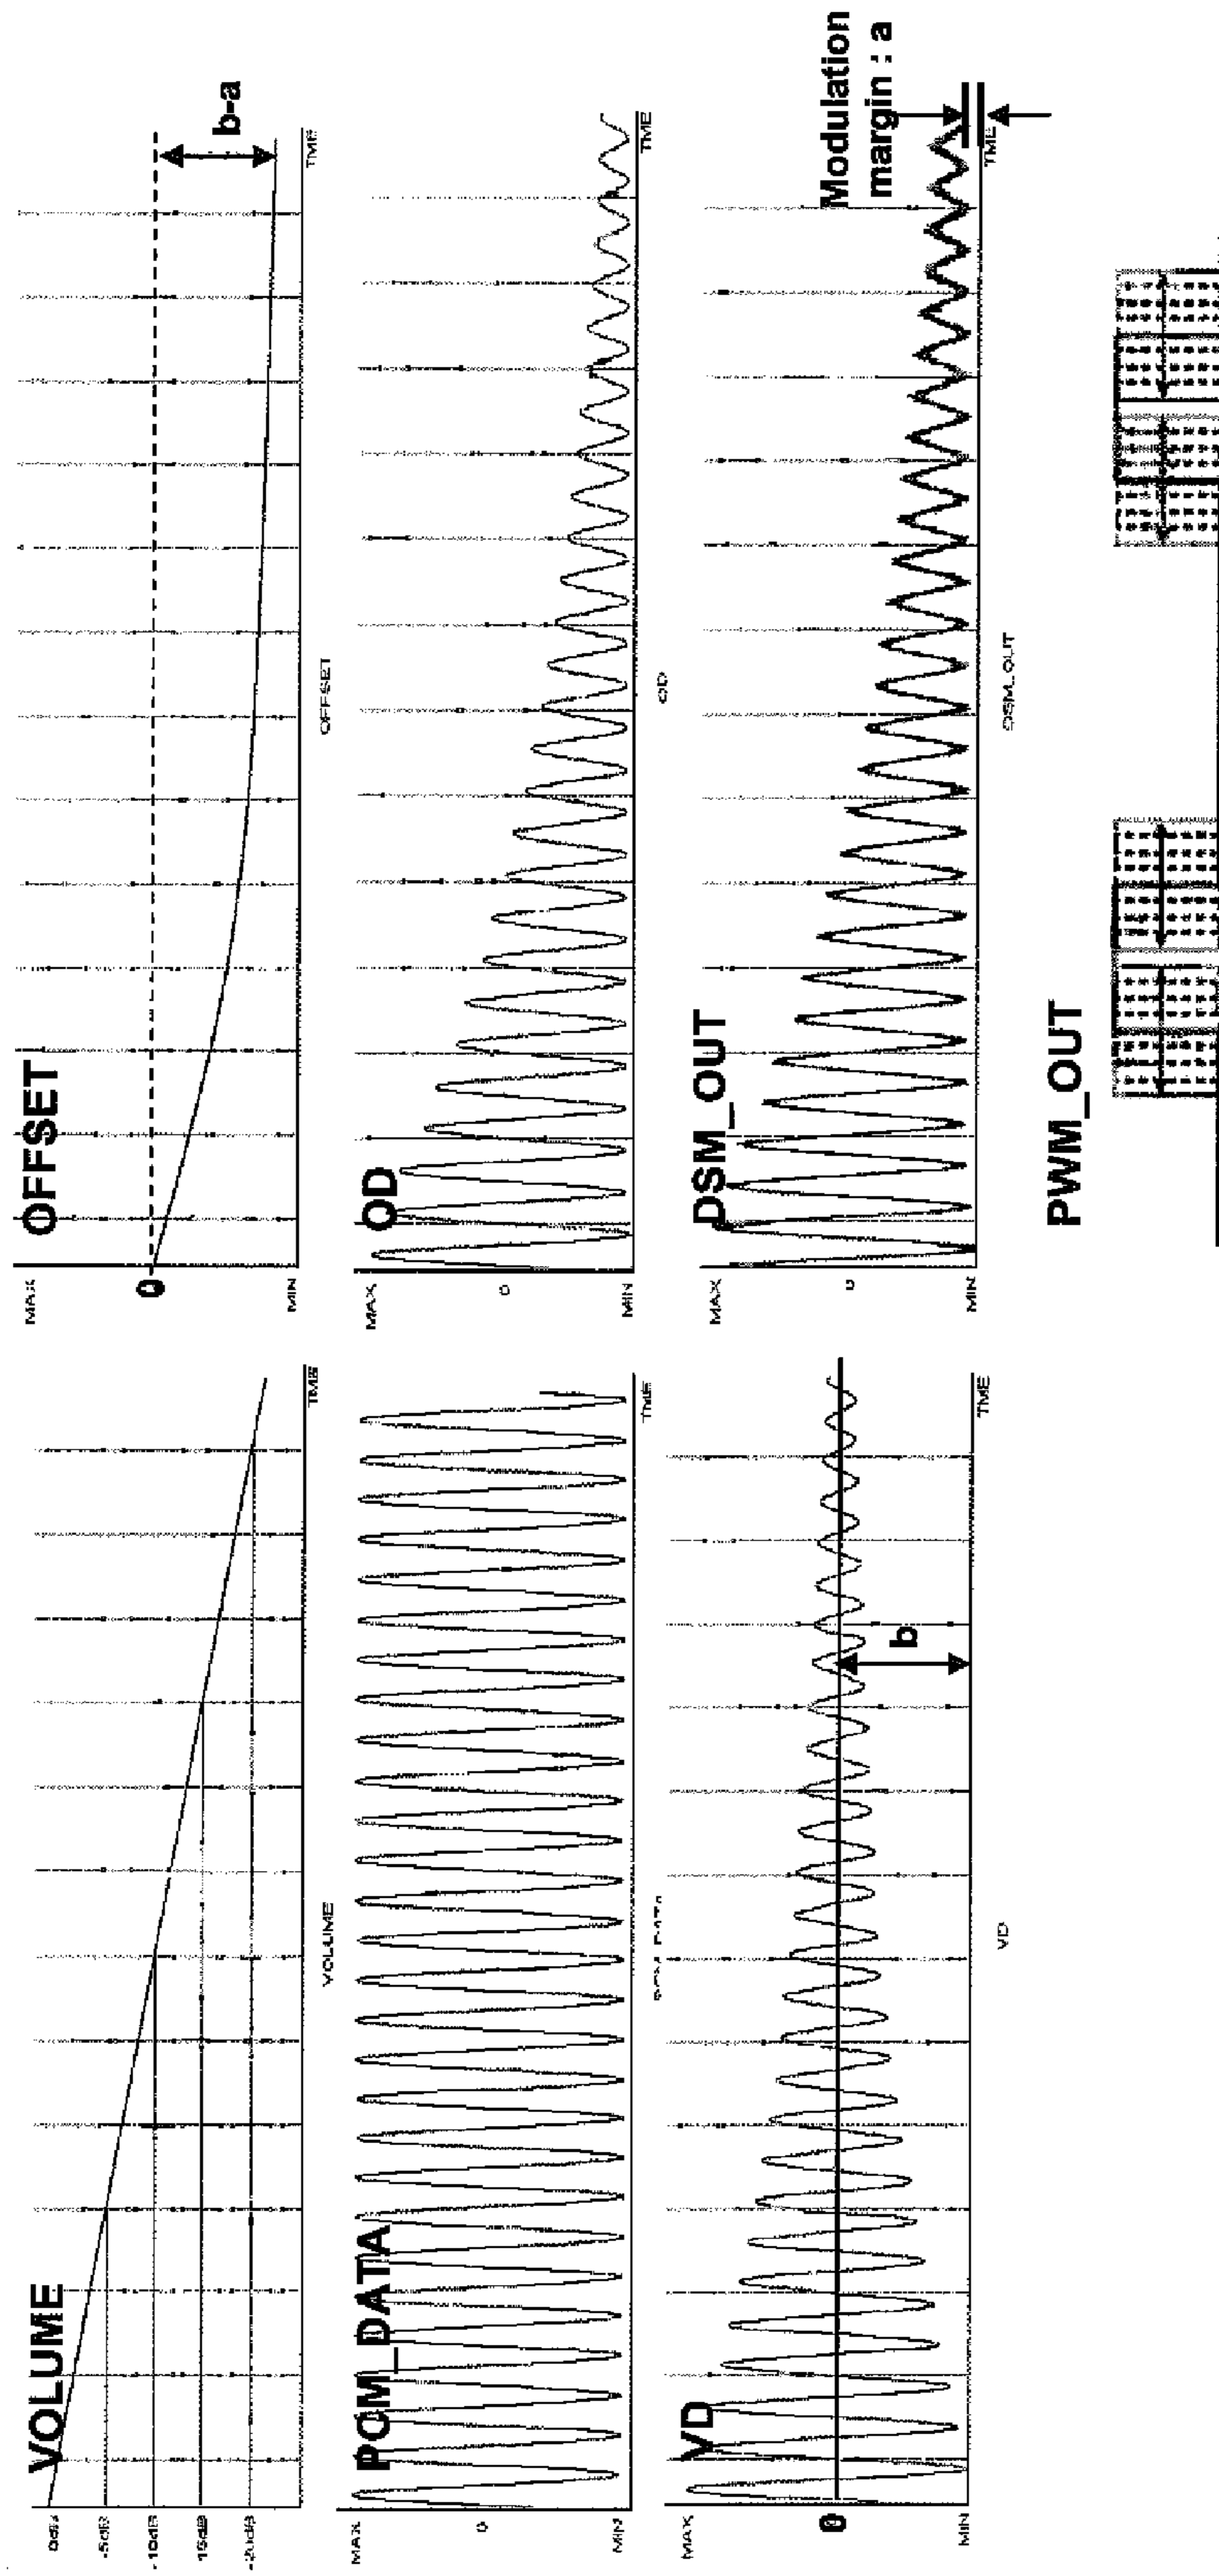 VOLUME
0dB
-5dB
-10dB
-15dB
-20dB
TIME
VOLUME
PCM_DATA
MAX
0
MIN
TIME
VD
MAX
0
MIN
b
TIME
VD
OFFSET
MAX
0
MIN
b-a
TIME
OFFSET
OD
MAX
0
MIN
TIME
OD
DSM_OUT
MAX
0
MIN
Modulation
margin : a
TIME
DSM_OUT
PWM_OUT